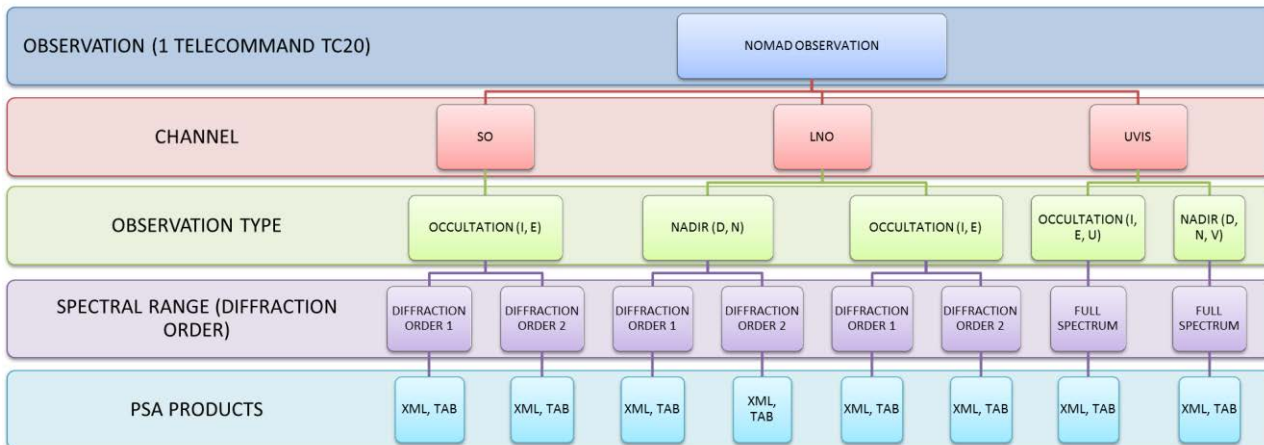 OBSERVATION (1 TELECOMMAND TC20)
NOMAD OBSERVATION
CHANNEL
SO
LNO
UVIS
OBSERVATION TYPE
OCCULTATION (I, E)
NADIR (D, N)
OCCULTATION (I, E)
OCCULTATION (I,
E, U)
NADIR (D,
N, V)
SPECTRAL RANGE (DIFFRACTION
ORDER)
DIFFRACTION
ORDER 1
DIFFRACTION
ORDER 2
DIFFRACTION
ORDER 1
DIFFRACTION
ORDER 2
DIFFRACTION
ORDER 1
DIFFRACTION
ORDER 2
FULL
SPECTRUM
FULL
SPECTRUM
PSA PRODUCTS
XML, TAB
XML, TAB
XML, TAB
XML,
TAB
XML, TAB
XML, TAB
XML, TAB
XML, TAB